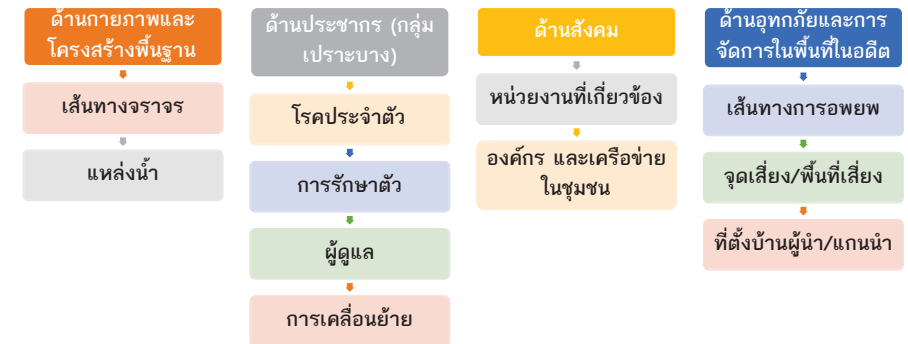 ด้านกายภาพและ
โครงสร้างพื้นฐาน
เส้นทางจราจร
แหล่งน้ำ
ด้านประชากร (กลุ่ม
เปราะบาง)
โรคประจำตัว
การรักษาตัว
ผู้ดูแล
การเคลื่อนย้าย
ด้านสังคม
หน่วยงานที่เกี่ยวข้อง
องค์กร และเครือข่าย
ในชุมชน
ด้านอุทกภัยและการ
จัดการในพื้นที่ในอดีต
เส้นทางการอพยพ
จุดเสี่ยง/พื้นที่เสี่ยง
ที่ตั้งบ้านผู้นำ/แกนนำ